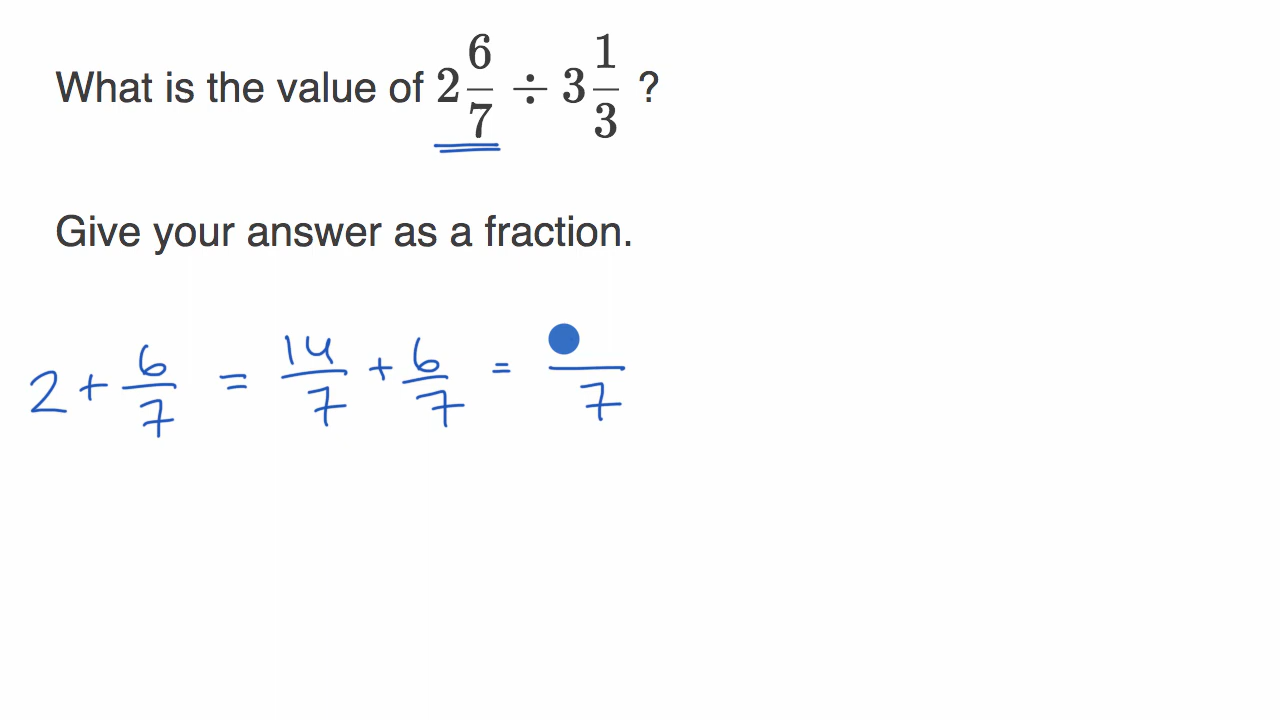 What is the value of 2 6/7 ÷ 3 1/3 ?
Give your answer as a fraction.
2 + 6/7 = 14/7 + 6/7 = /7